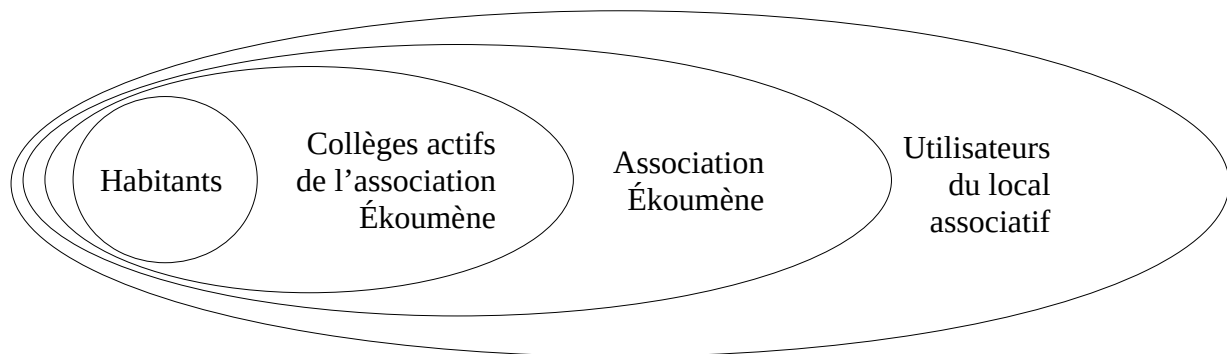 Habitants
Collèges actifs
de l’association
Ékoumène
Association
Ékoumène
Utilisateurs
du local
associatif